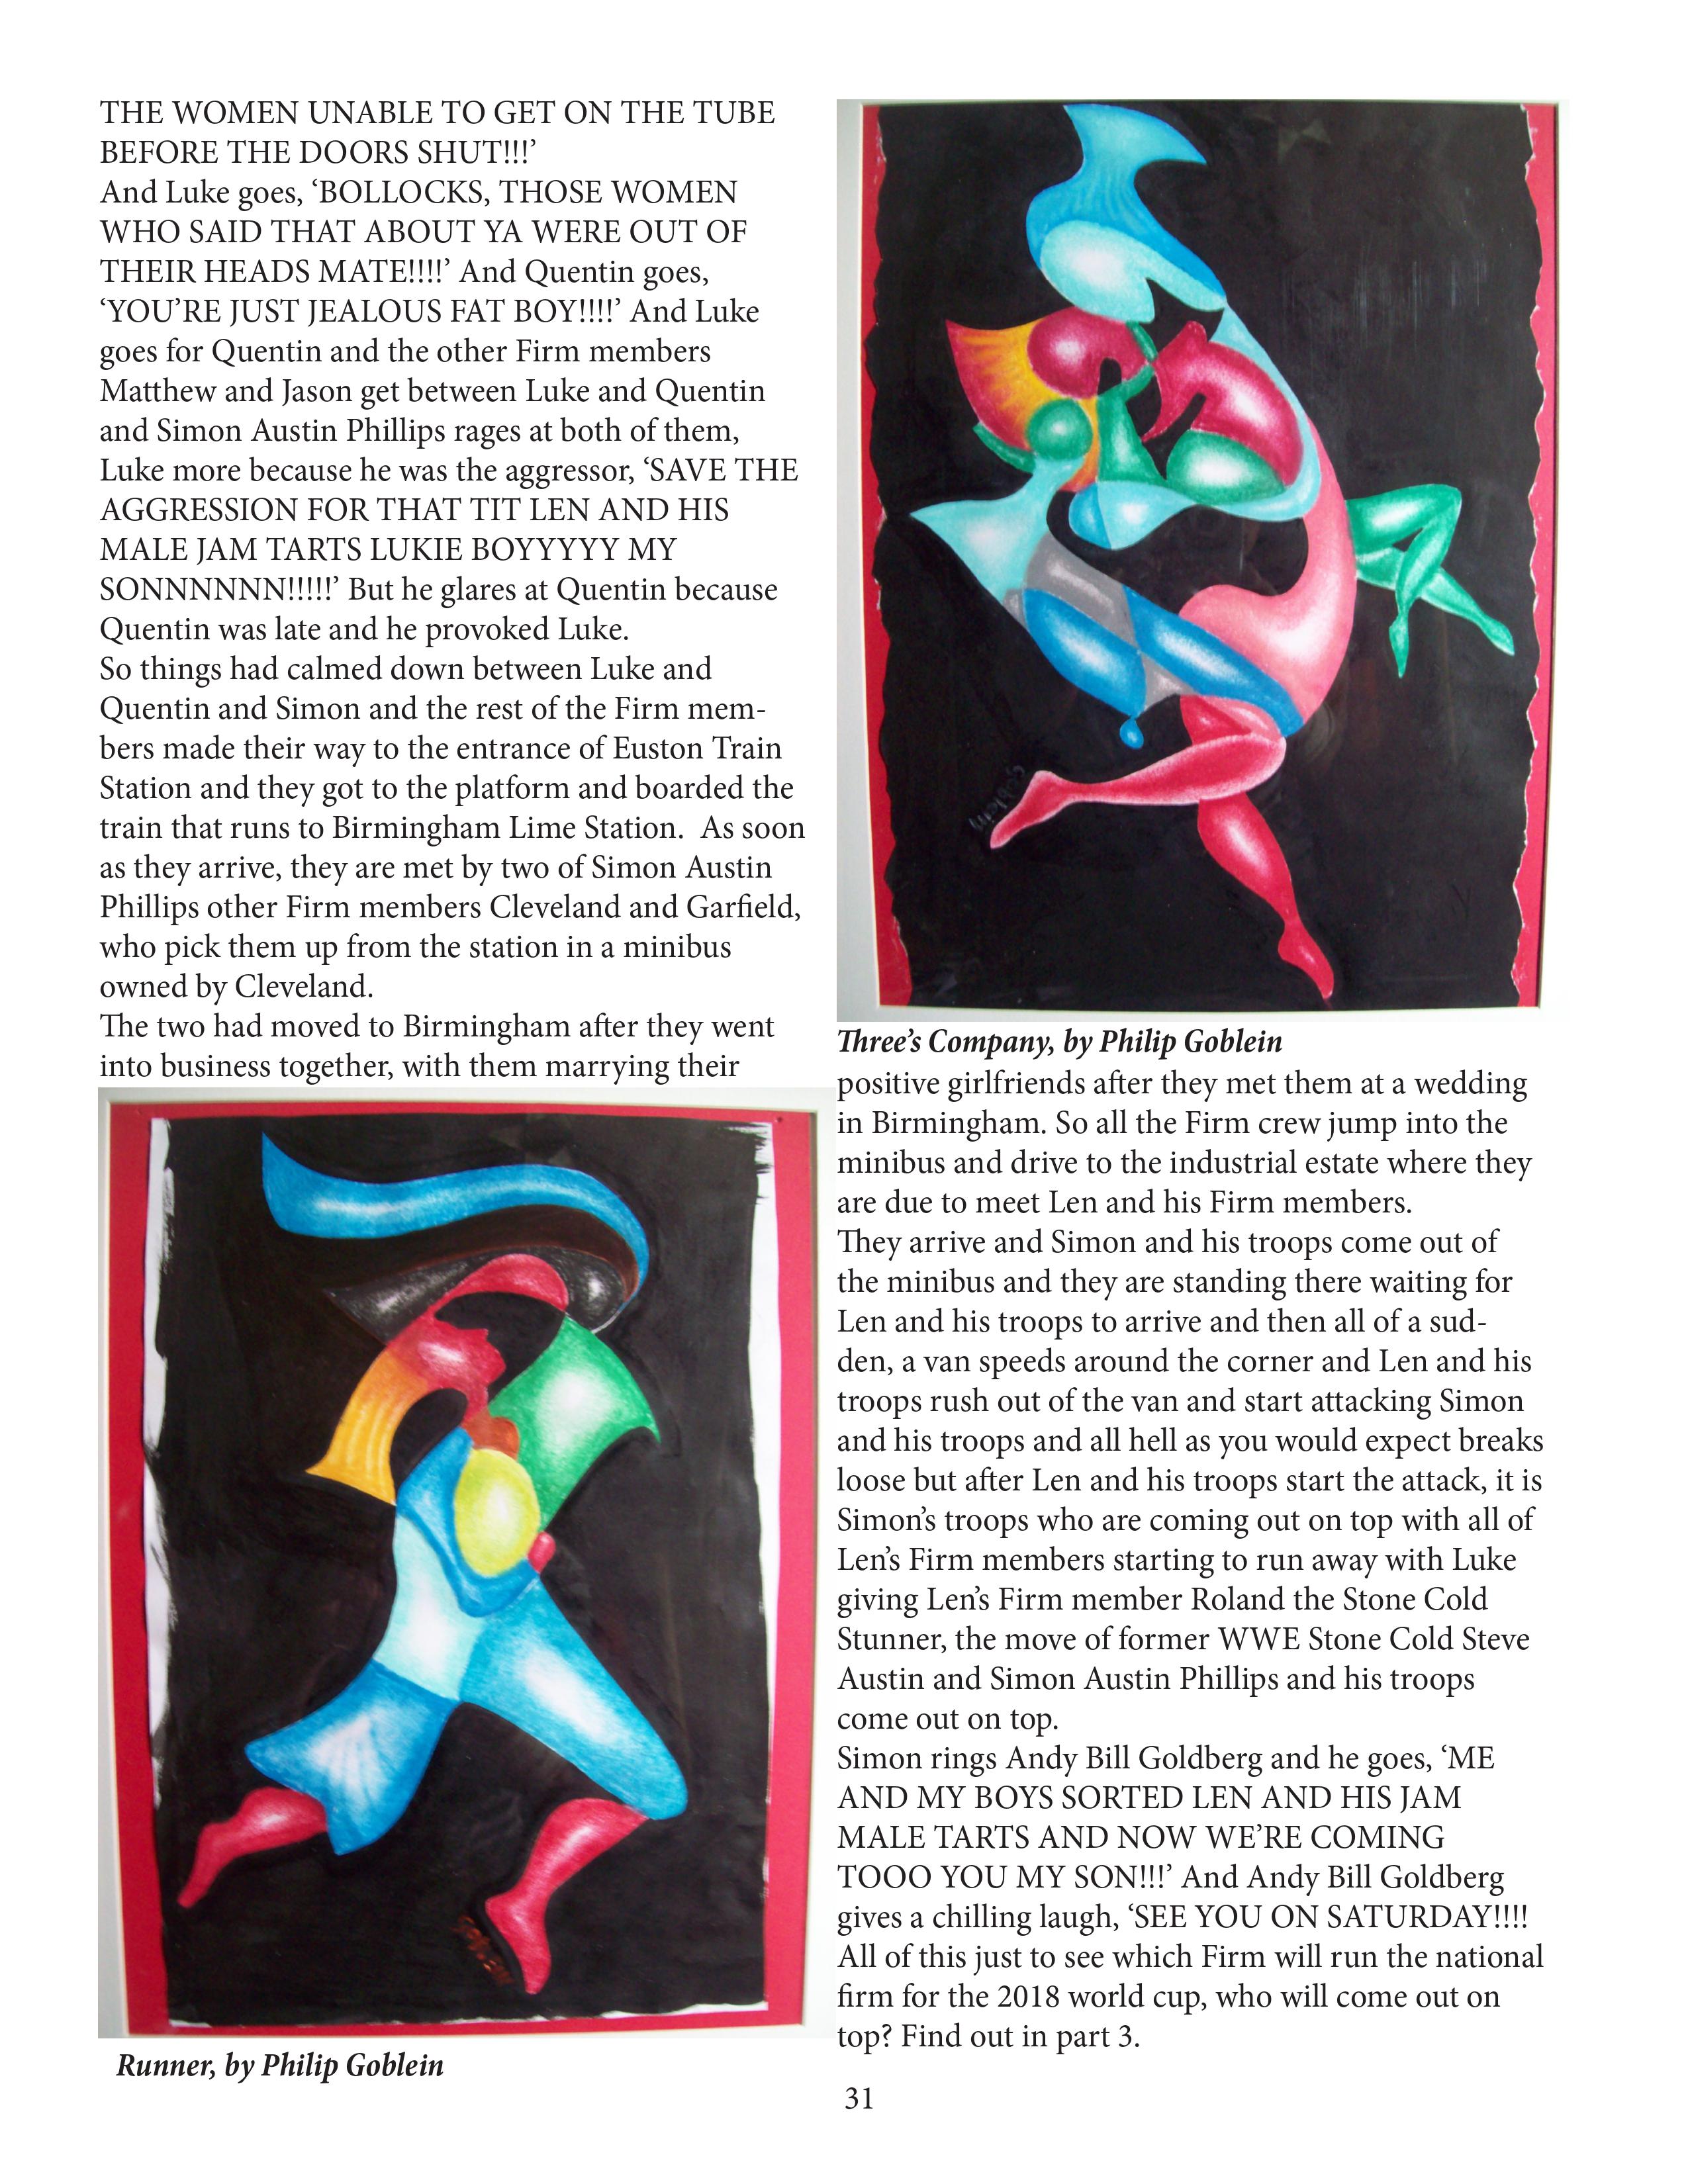 THE WOMEN UNABLE TO GET ON THE TUBE
BEFORE THE DOORS SHUT!!!’
And Luke goes, ‘BOLLOCKS, THOSE WOMEN
WHO SAID THAT ABOUT YA WERE OUT OF
THEIR HEADS MATE!!!!’ And Quentin goes,
‘YOU’RE JUST JEALOUS FAT BOY!!!!’ And Luke
goes for Quentin and the other Firm members
Matthew and Jason get between Luke and Quentin
and Simon Austin Phillips rages at both of them,
Luke more because he was the aggressor, ‘SAVE THE
AGGRESSION FOR THAT TIT LEN AND HIS
MALE JAM TARTS LUKIE BOYYYYY MY
SONNNNNN!!!!!’ But he glares at Quentin because
Quentin was late and he provoked Luke.
So things had calmed down between Luke and
Quentin and Simon and the rest of the Firm mem-
bers made their way to the entrance of Euston Train
Station and they got to the platform and boarded the
train that runs to Birmingham Lime Station.  As soon
as they arrive, they are met by two of Simon Austin
Phillips other Firm members Cleveland and Garfield,
who pick them up from the station in a minibus
owned by Cleveland.
The two had moved to Birmingham after they went
into business together, with them marrying their
Runner, by Philip Goblein
Three’s Company, by Philip Goblein
positive girlfriends after they met them at a wedding
in Birmingham. So all the Firm crew jump into the
minibus and drive to the industrial estate where they
are due to meet Len and his Firm members.
They arrive and Simon and his troops come out of
the minibus and they are standing there waiting for
Len and his troops to arrive and then all of a sud-
den, a van speeds around the corner and Len and his
troops rush out of the van and start attacking Simon
and his troops and all hell as you would expect breaks
loose but after Len and his troops start the attack, it is
Simon’s troops who are coming out on top with all of
Len’s Firm members starting to run away with Luke
giving Len’s Firm member Roland the Stone Cold
Stunner, the move of former WWE Stone Cold Steve
Austin and Simon Austin Phillips and his troops
come out on top.
Simon rings Andy Bill Goldberg and he goes, ‘ME
AND MY BOYS SORTED LEN AND HIS JAM
MALE TARTS AND NOW WE’RE COMING
TOOO YOU MY SON!!!’ And Andy Bill Goldberg
gives a chilling laugh, ‘SEE YOU ON SATURDAY!!!!
All of this just to see which Firm will run the national
firm for the 2018 world cup, who will come out on
top? Find out in part 3.
31